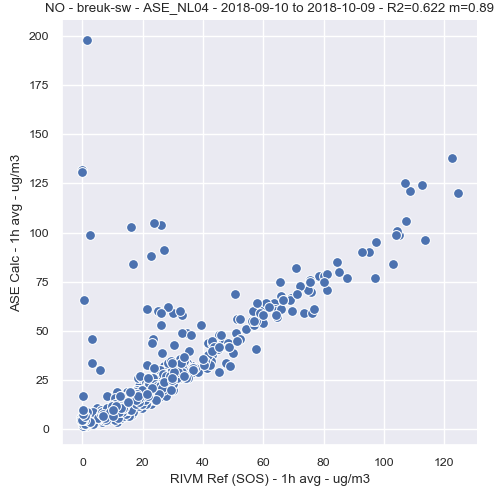 NO - breuk-sw - ASE_NL04 - 2018-09-10 to 2018-10-09 - R2=0.622 m=0.89
200
175
150
125
100
75
50
25
0
ASE Calc - 1h avg - ug/m3
0 20 40 60 80 100 120
RIVM Ref (SOS) - 1h avg - ug/m3